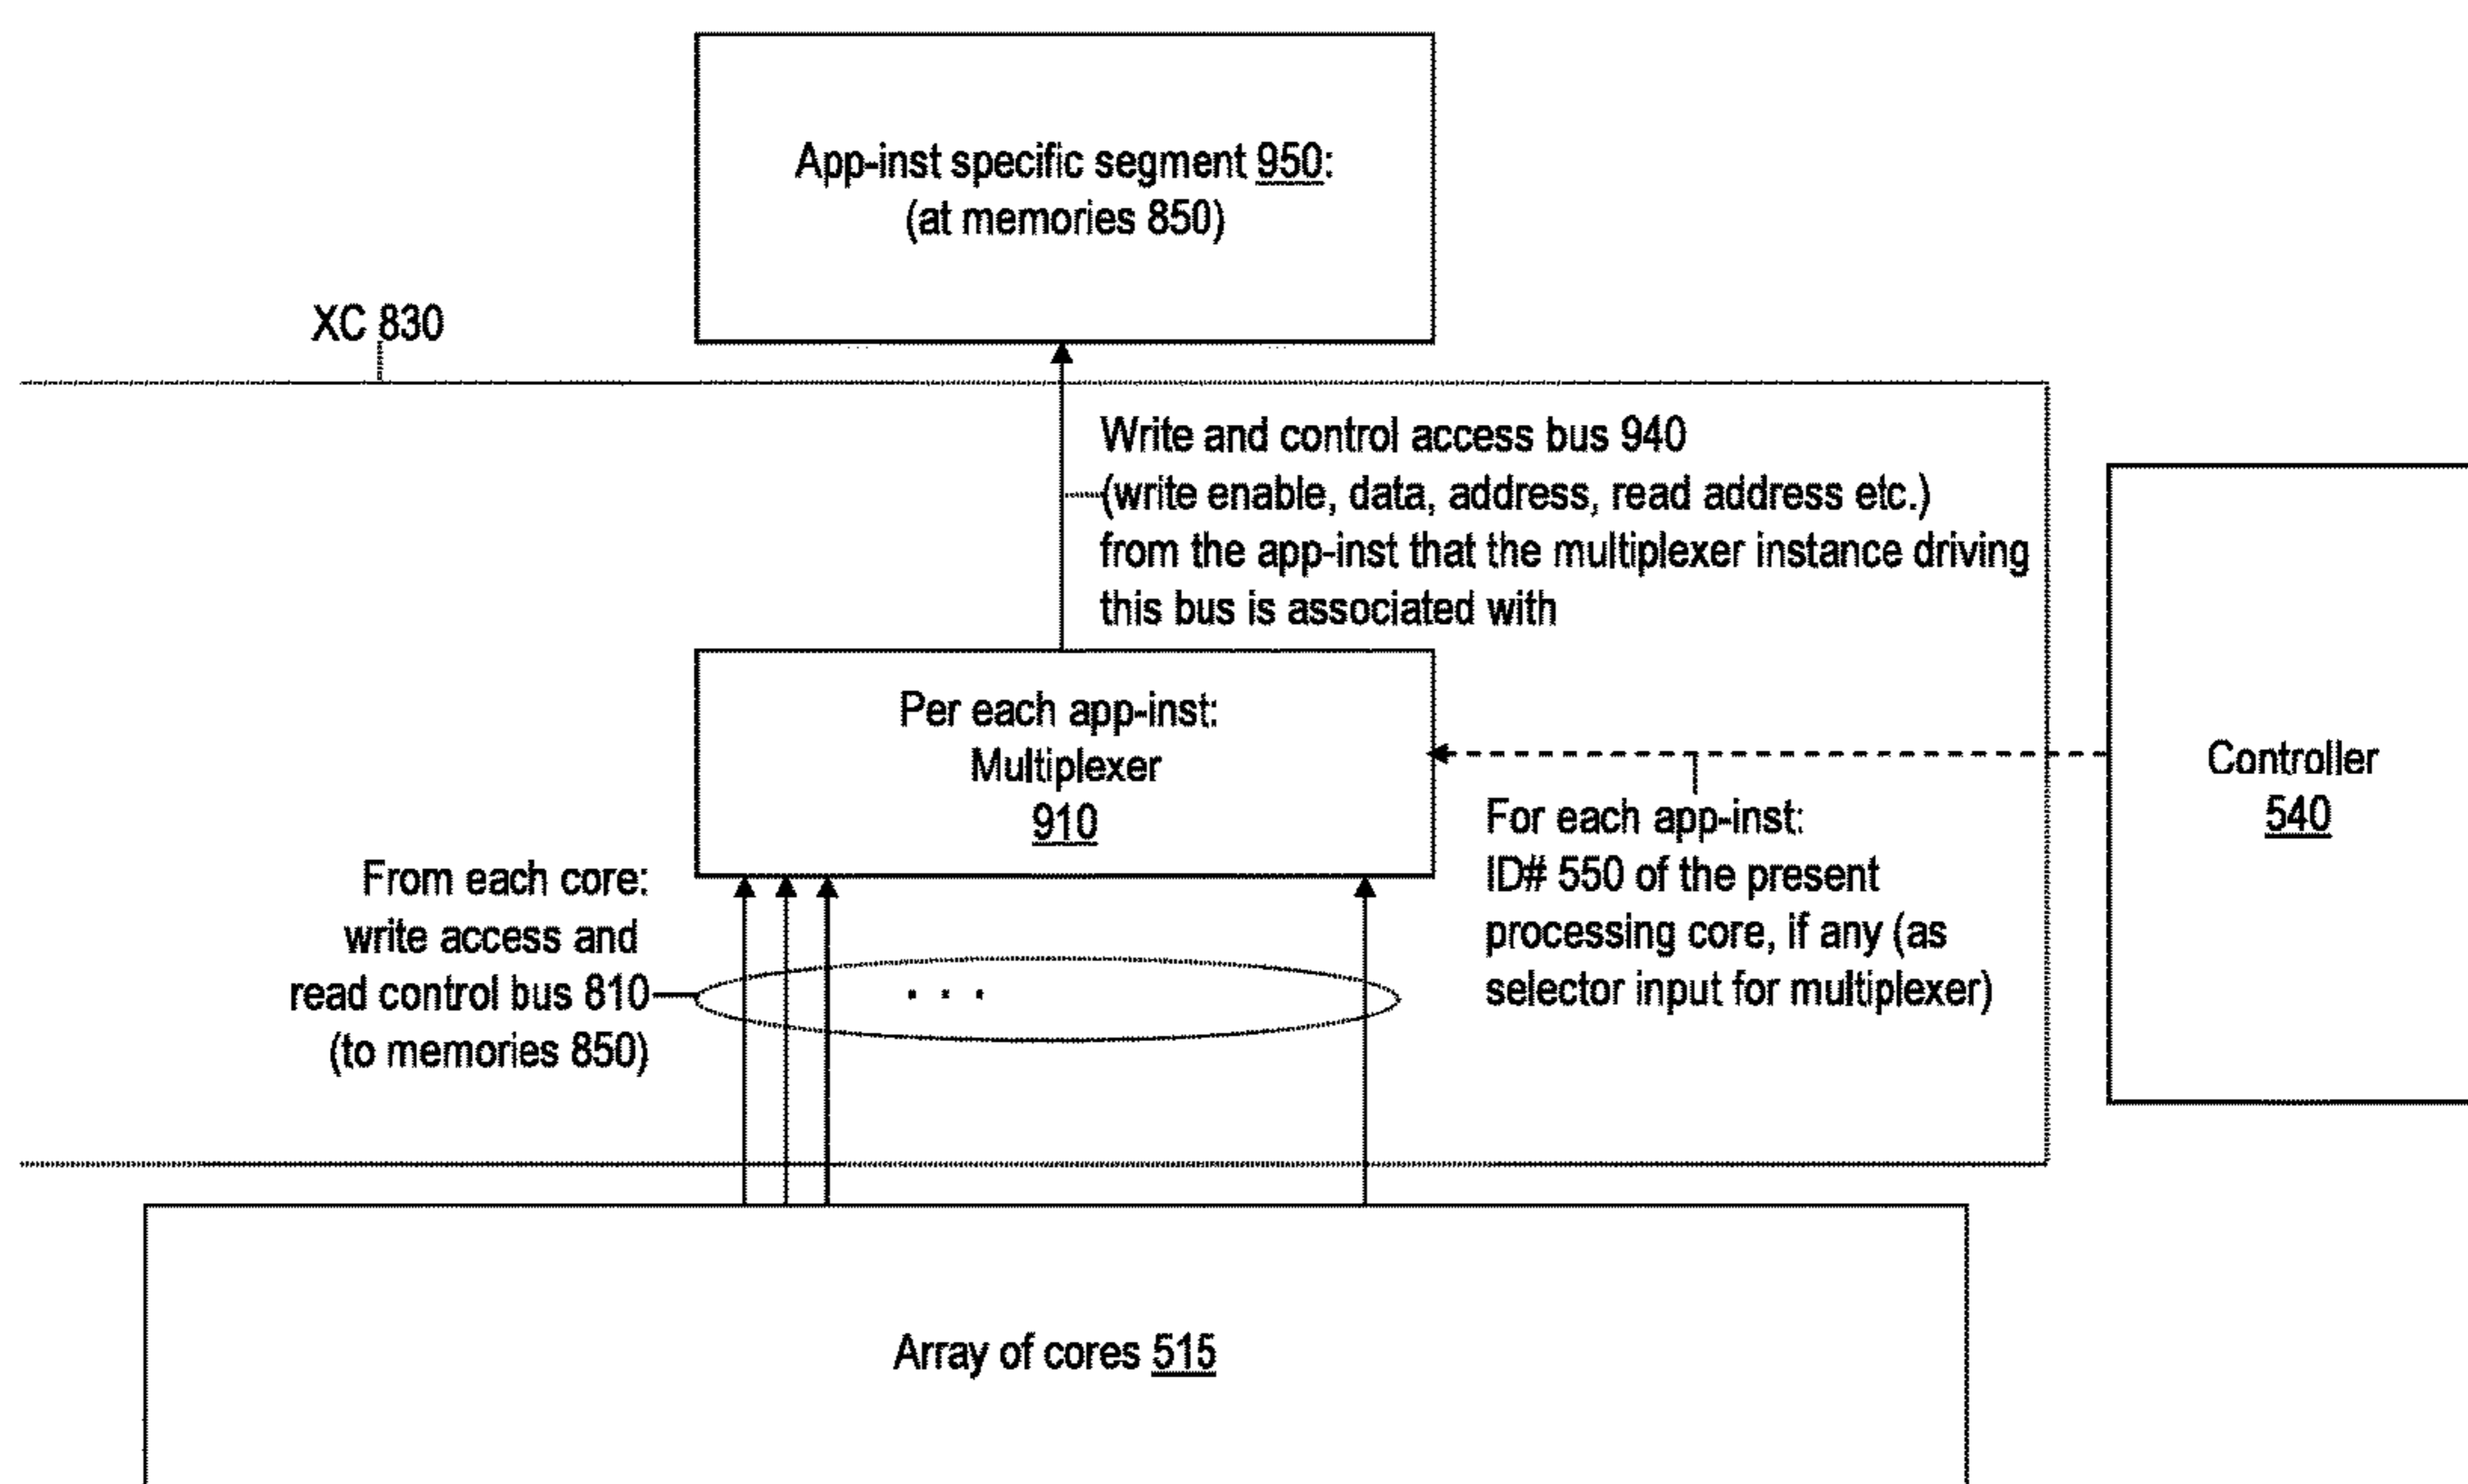 App-inst specific segment 950:
(at memories 850)
XC 830
Write and control access bus 940
(write enable, data, address, read address etc.)
from the app-inst that the multiplexer instance driving
this bus is associated with
Per each app-inst:
Multiplexer
910
Controller
540
For each app-inst:
ID# 550 of the present
processing core, if any (as
selector input for multiplexer)
From each core:
write access and
read control bus 810
(to memories 850)
. . .
Array of cores 515